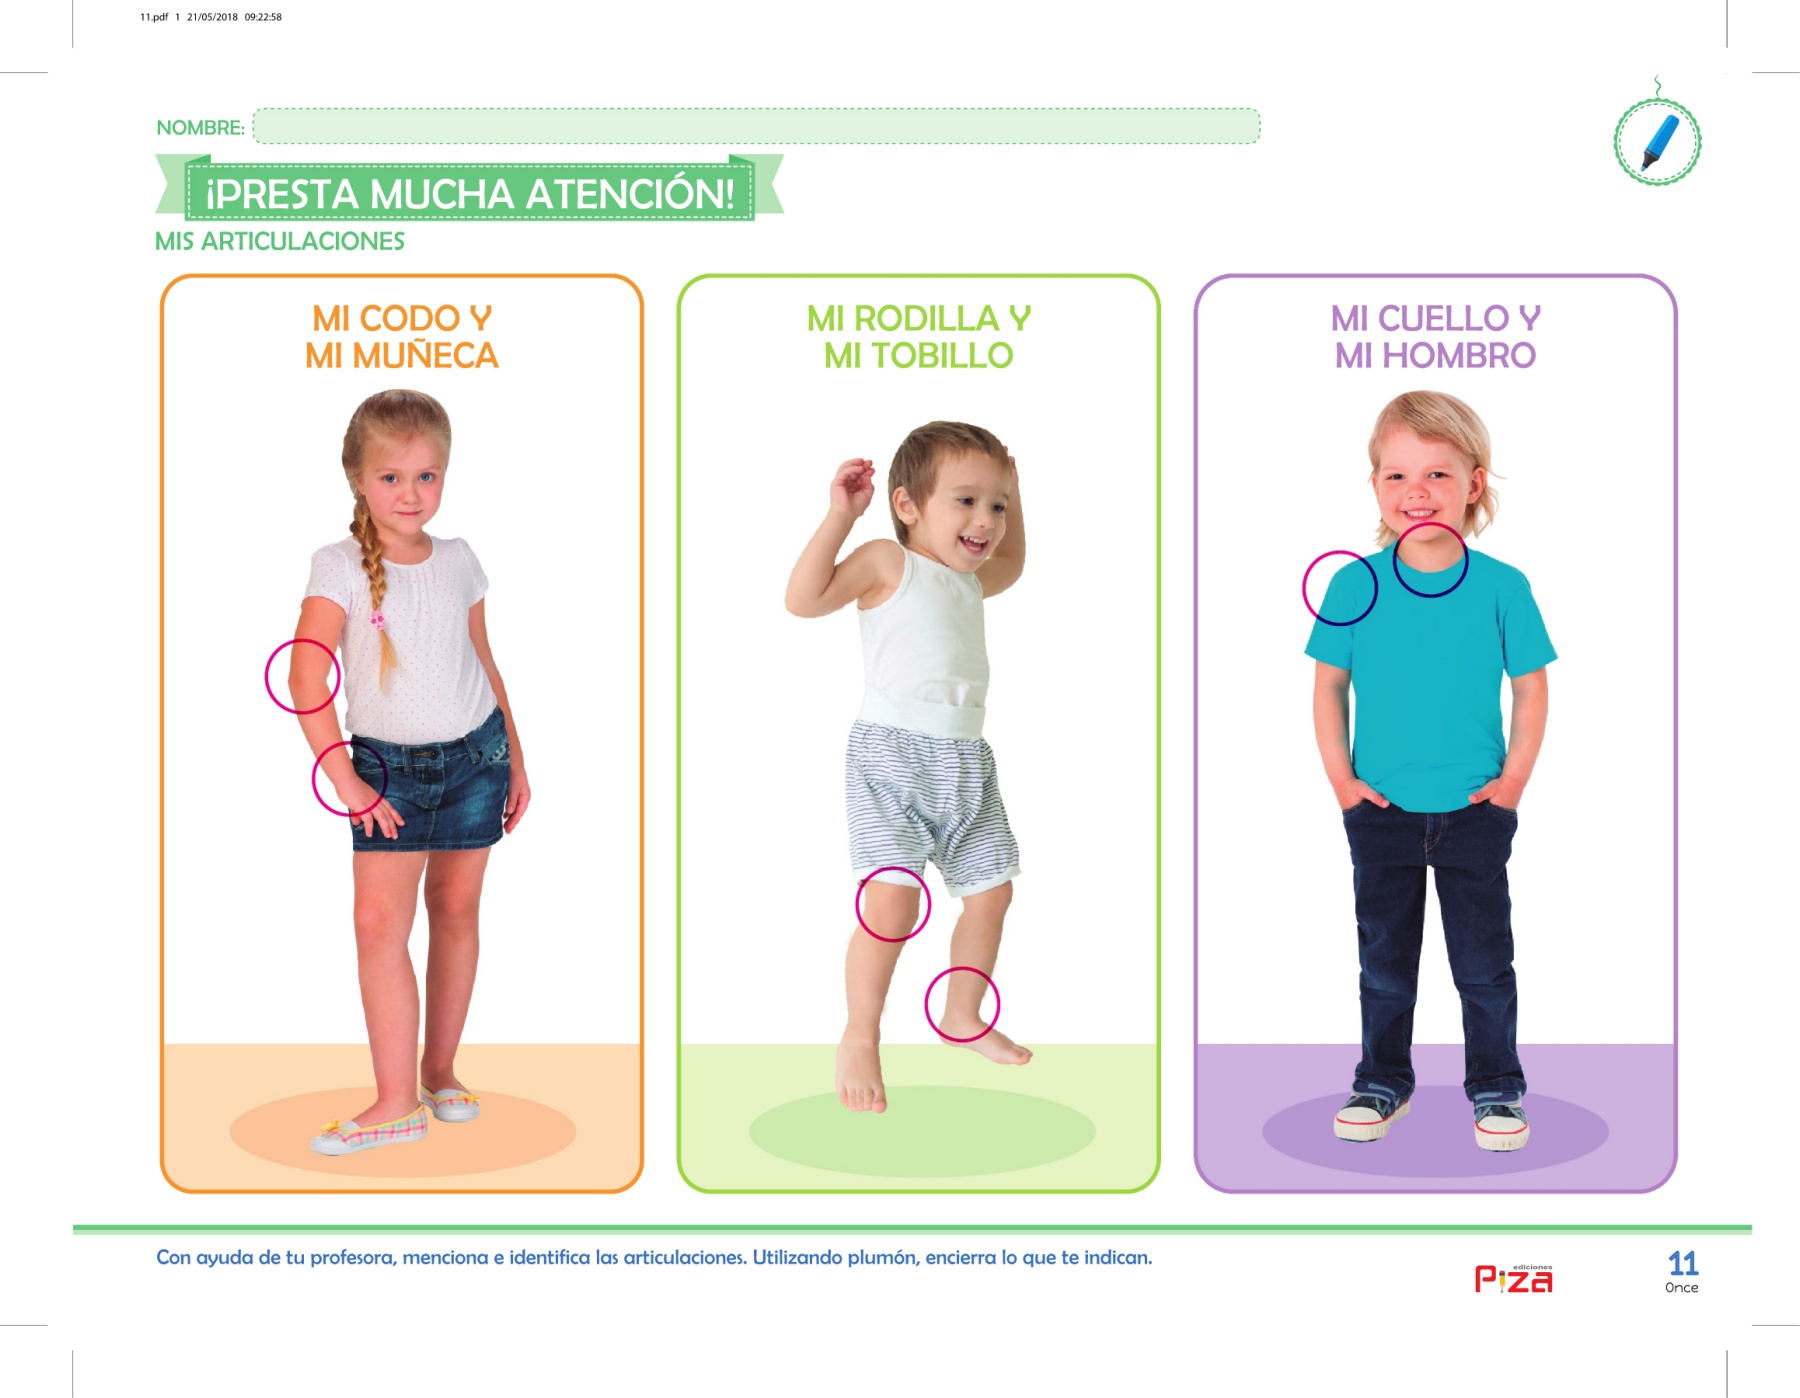 11.pdf 1 21/05/2018 09:22:58
NOMBRE:
¡PRESTA MUCHA ATENCIÓN!
MIS ARTICULACIONES
MI CODO Y
MI MUÑECA
MI RODILLA Y
MI TOBILLO
MI CUELLO Y
MI HOMBRO
Con ayuda de tu profesora, menciona e identifica las articulaciones. Utilizando plumón, encierra lo que te indican.
ediciones
Piza
11
Once